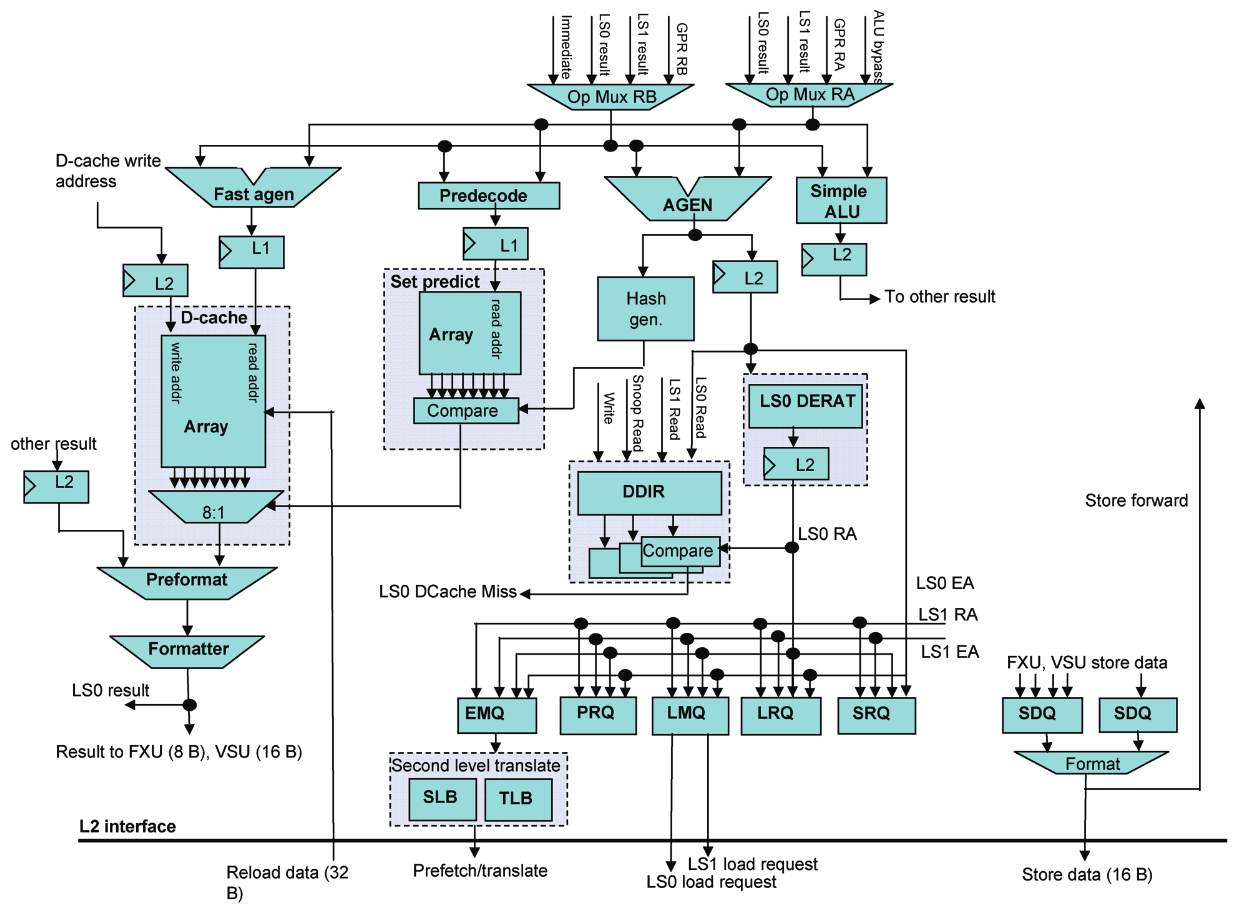 Immediate
LS0 result
LS1 result
GPR RB
LS0 result
LS1 result
GPR RA
ALU bypass
Op Mux RB
Op Mux RA
D-cache write
address
Fast agen
Predecode
AGEN
Simple
ALU
L1
L1
L2
L2
L2
Set predict
Hash
gen.
To other result
D-cache
write addr
read addr
Array
Array
read addr
Compare
Write
Snoop Read
LS1 Read
LS0 Read
LS0 DERAT
L2
other result
L2
8:1
DDIR
Compare
LS0 RA
Store forward
Preformat
LS0 DCache Miss
LS0 EA
LS1 RA
LS1 EA
Formatter
LS0 result
Result to FXU (8 B), VSU (16 B)
EMQ
PRQ
LMQ
LRQ
SRQ
FXU, VSU store data
SDQ
SDQ
Format
Second level translate
SLB
TLB
L2 interface
Reload data (32
B)
Prefetch/translate
LS1 load request
LS0 load request
Store data (16 B)